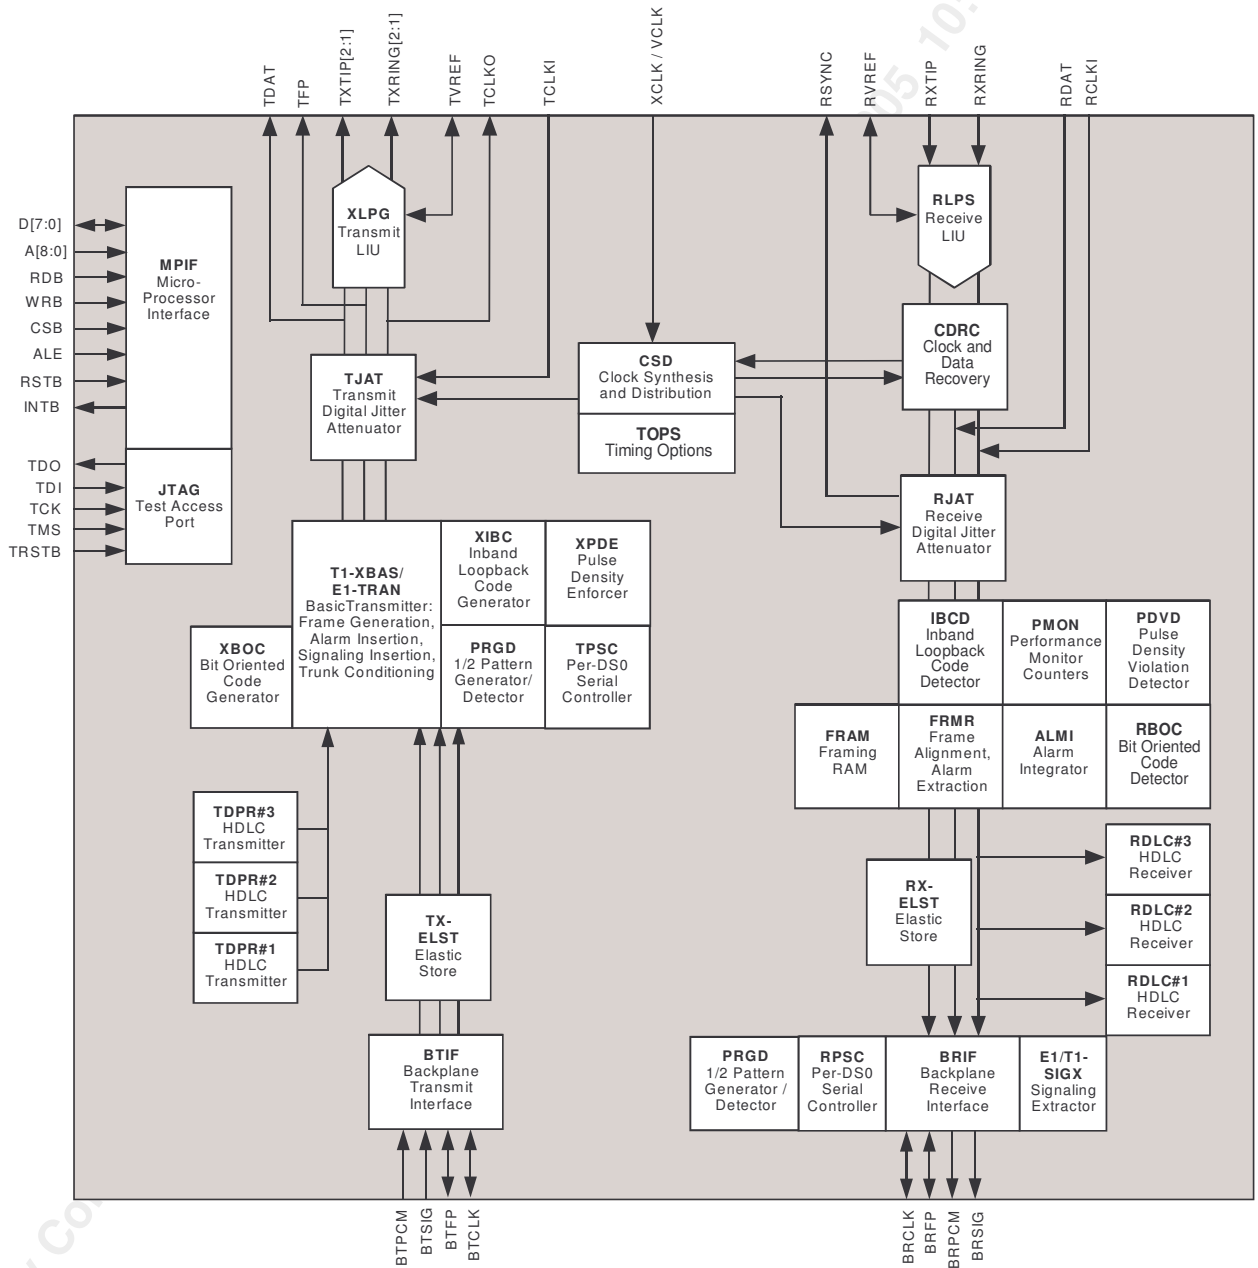 05 10:
TDAT
TFP
TXTIP[2:1]
TXRING[2:1]
TVREF
TCLKO
TCLKI
XCLK / VCLK
RSYNC
RVREF
RXTIP
RXRING
RDAT
RCLKI
D[7:0]
A[8:0]
RDB
WRB
CSB
ALE
RSTB
INTB
TDO
TDI
TCK
TMS
TRSTB
MPIF
Micro-
Processor
Interface
JTAG
Test Access
Port
XLPG
Transmit
LIU
RLPS
Receive
LIU
TJAT
Transmit
Digital Jitter
Attenuator
CSD
Clock Synthesis
and Distribution
TOPS
Timing Options
CDRC
Clock and
Data
Recovery
RJAT
Receive
Digital Jitter
Attenuator
T1-XBAS/
E1-TRAN
BasicTransmitter:
Frame Generation,
Alarm Insertion,
Signaling Insertion,
Trunk Conditioning
XIBC
Inband
Loopback
Code
Generator
XPDE
Pulse
Density
Enforcer
XBOC
Bit Oriented
Code
Generator
PRGD
1/2 Pattern
Generator/
Detector
TPSC
Per-DS0
Serial
Controller
IBCD
Inband
Loopback
Code
Detector
PMON
Performance
Monitor
Counters
PDVD
Pulse
Density
Violation
Detector
FRAM
Framing
RAM
FRMR
Frame
Alignment,
Alarm
Extraction
ALMI
Alarm
Integrator
RBOC
Bit Oriented
Code
Detector
TDPR#3
HDLC
Transmitter
TDPR#2
HDLC
Transmitter
TDPR#1
HDLC
Transmitter
TX-
ELST
Elastic
Store
RX-
ELST
Elastic
Store
RDLC#3
HDLC
Receiver
RDLC#2
HDLC
Receiver
RDLC#1
HDLC
Receiver
BTIF
Backplane
Transmit
Interface
PRGD
1/2 Pattern
Generator /
Detector
RPSC
Per-DS0
Serial
Controller
BRIF
Backplane
Receive
Interface
E1/T1-
SIGX
Signaling
Extractor
BTPCM
BTSIG
BTFP
BTCLK
BRCLK
BRFP
BRPCM
BRSIG